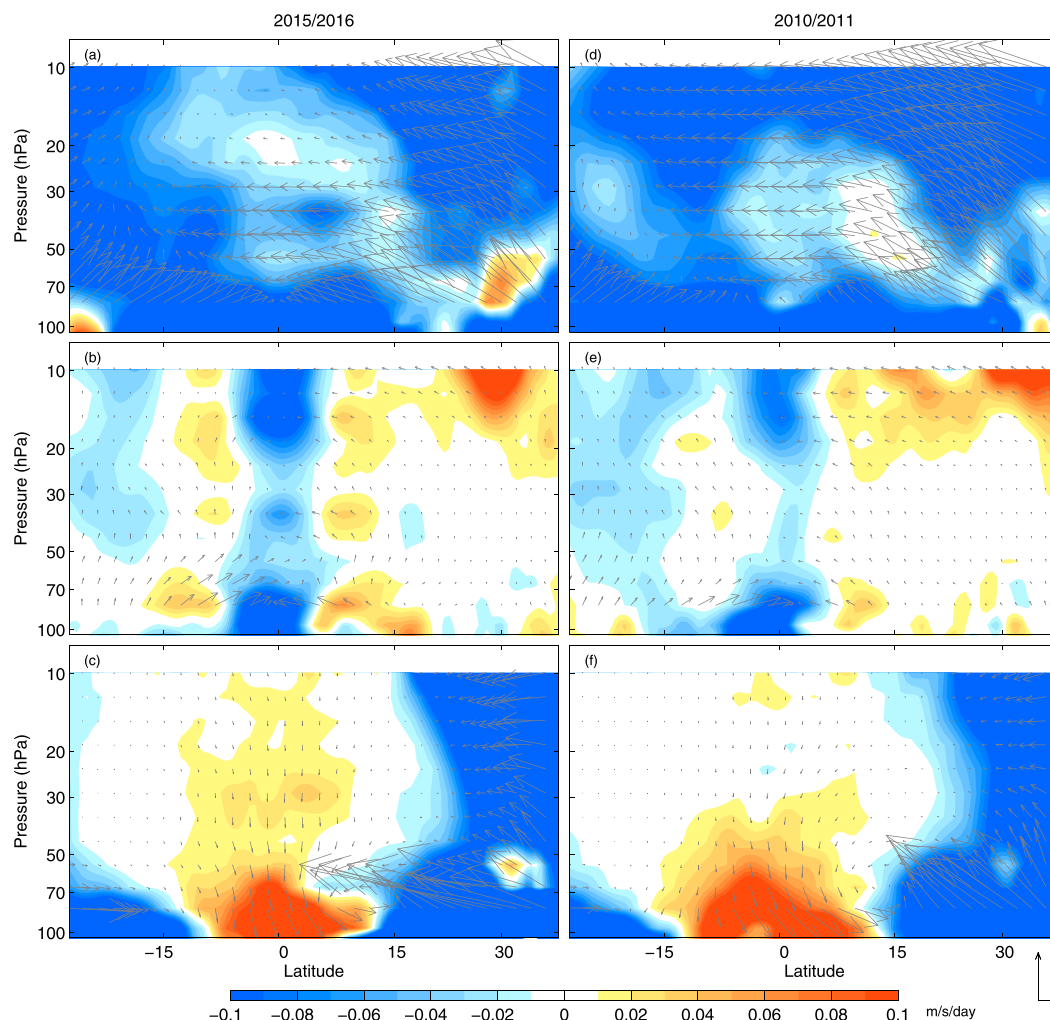 2015/2016
2010/2011
(a)
(d)
10
20
30
50
70
100
Pressure (hPa)
(b)
(e)
10
20
30
50
70
100
Pressure (hPa)
(c)
(f)
10
20
30
50
70
100
Pressure (hPa)
−15 0 15 30
−15 0 15 30
Latitude
Latitude
−0.1 −0.08 −0.06 −0.04 −0.02 0 0.02 0.04 0.06 0.08 0.1 m/s/day